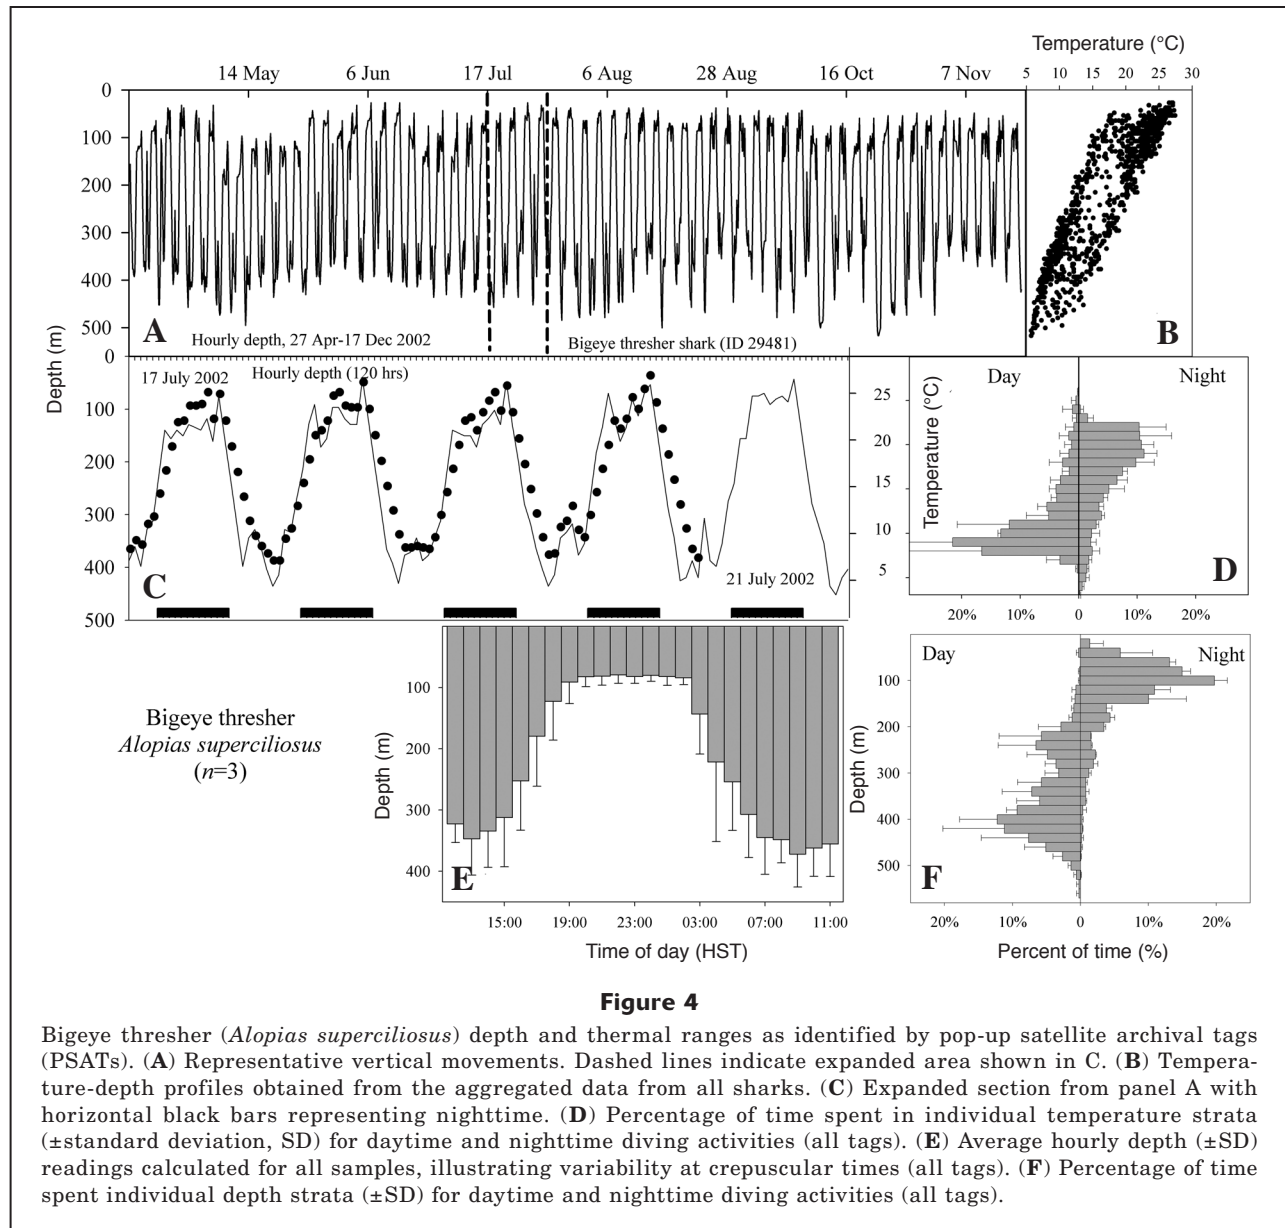 Temperature (°C)
14 May 6 Jun 17 Jul 6 Aug 28 Aug 16 Oct 7 Nov 5 10 15 20 25 30
0
100
200
300
400
500
A
Hourly depth, 27 Apr-17 Dec 2002
Bigeye thresher shark (ID 29481)
B
Depth (m)
0
100
200
300
400
500
17 July 2002
Hourly depth (120 hrs)
C
21 July 2002
25
20
15
10
5
Temperature (°C)
Day
Night
D
20% 10% 0 10% 20%
Bigeye thresher
Alopias superciliosus
(n=3)
Depth (m)
100
200
300
400
E
15:00 19:00 23:00 03:00 07:00 11:00
Time of day (HST)
Depth (m)
100
200
300
400
500
Day
Night
F
20% 10% 0 10% 20%
Percent of time (%)
Figure 4
Bigeye thresher (Alopias superciliosus) depth and thermal ranges as identified by pop-up satellite archival tags
(PSATs). (A) Representative vertical movements. Dashed lines indicate expanded area shown in C. (B) Tempera-
ture-depth profiles obtained from the aggregated data from all sharks. (C) Expanded section from panel A with
horizontal black bars representing nighttime. (D) Percentage of time spent in individual temperature strata
(±standard deviation, SD) for daytime and nighttime diving activities (all tags). (E) Average hourly depth (±SD)
readings calculated for all samples, illustrating variability at crepuscular times (all tags). (F) Percentage of time
spent individual depth strata (±SD) for daytime and nighttime diving activities (all tags).